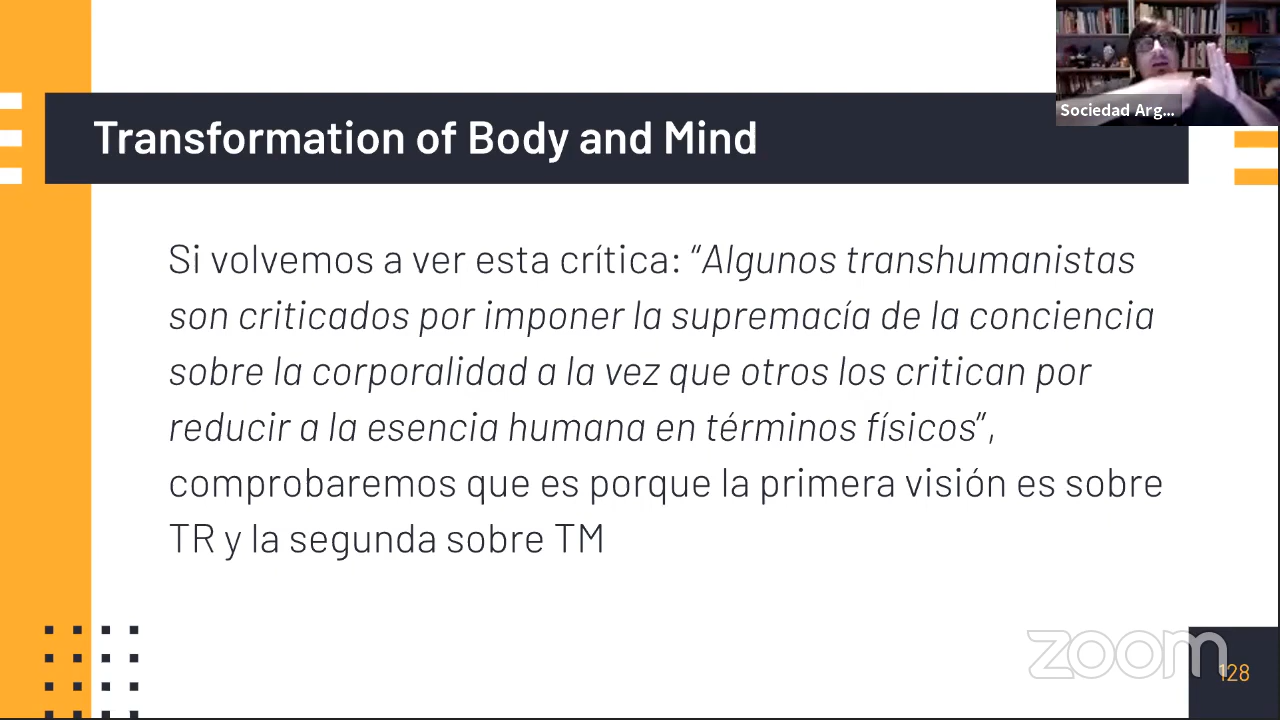 Sociedad Arg...
Transformation of Body and Mind
Si volvemos a ver esta crítica: “Algunos transhumanistas
son criticados por imponer la supremacía de la conciencia
sobre la corporalidad a la vez que otros los critican por
reducir a la esencia humana en términos físicos”,
comprobaremos que es porque la primera visión es sobre
TR y la segunda sobre TM
zoom
128